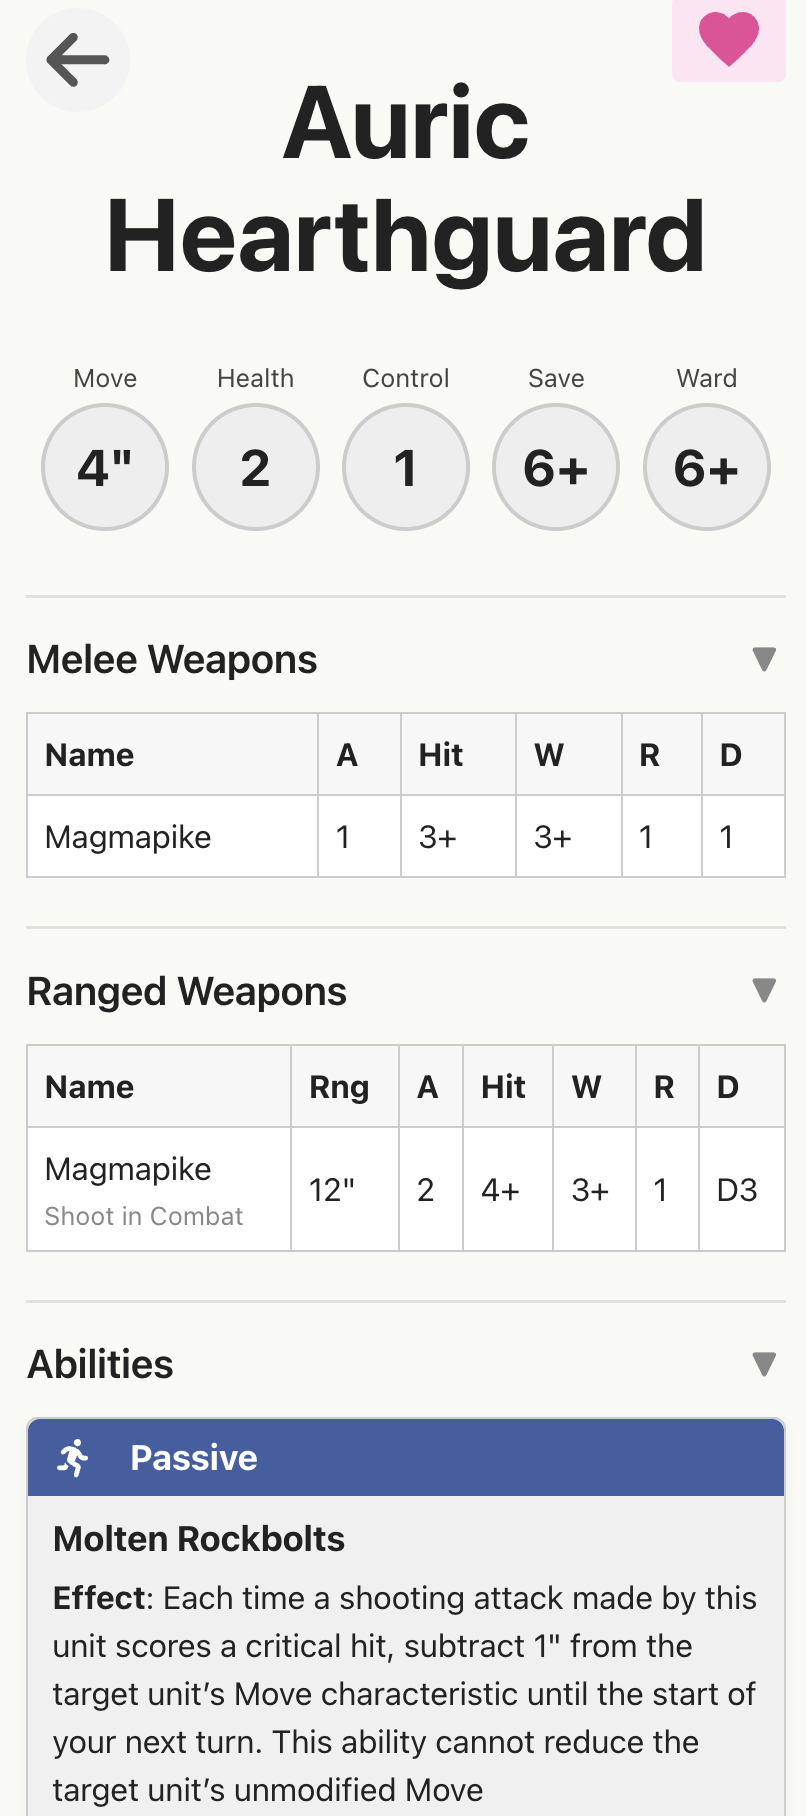 Auric
Hearthguard
Move Health Control Save Ward
4" 2 1 6+ 6+
Melee Weapons
Name A Hit W R D
Magmapike 1 3+ 3+ 1 1
Ranged Weapons
Name Rng A Hit W R D
Magmapike
Shoot in Combat
12" 2 4+ 3+ 1 D3
Abilities
Passive
Molten Rockbolts
Effect: Each time a shooting attack made by this
unit scores a critical hit, subtract 1" from the
target unit’s Move characteristic until the start of
your next turn. This ability cannot reduce the
target unit’s unmodified Move